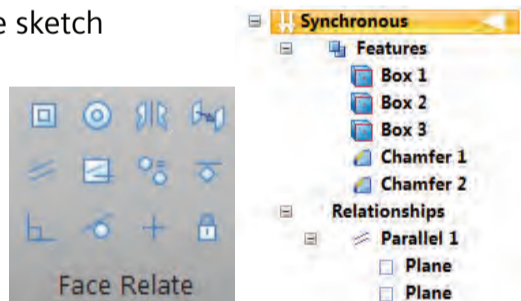 e sketch
Face Relate
Synchronous
Features
Box 1
Box 2
Box 3
Chamfer 1
Chamfer 2
Relationships
Parallel 1
Plane
Plane